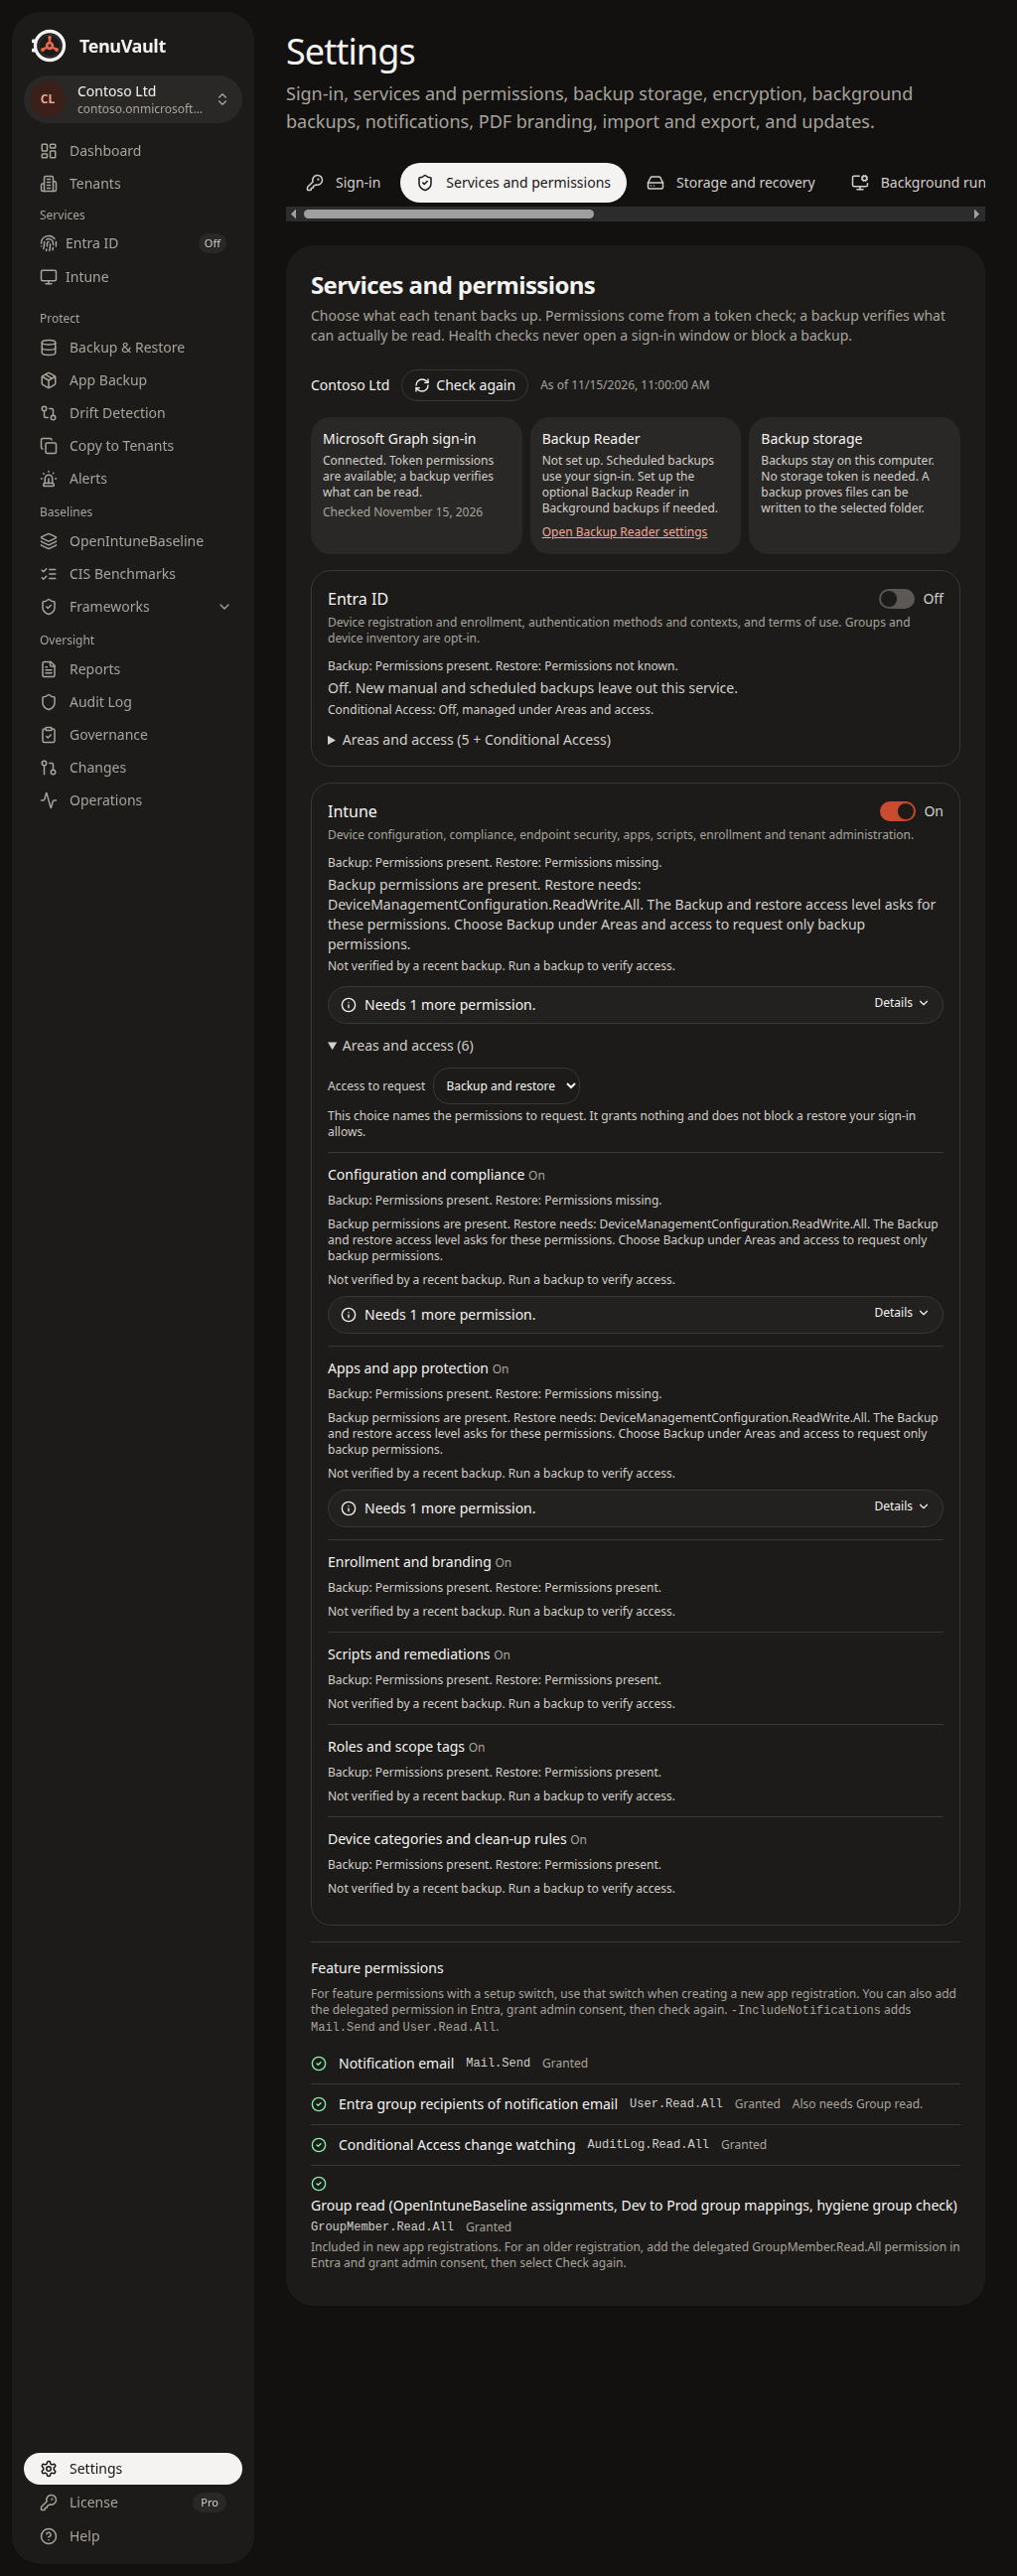 TenuVault
CL
Contoso Ltd
contoso.onmicrosoft...
Dashboard
Tenants
Services
Entra ID
Off
Intune
Protect
Backup & Restore
App Backup
Drift Detection
Copy to Tenants
Alerts
Baselines
OpenIntuneBaseline
CIS Benchmarks
Frameworks
Oversight
Reports
Audit Log
Governance
Changes
Operations
Settings
License
Pro
Help
Settings
Sign-in, services and permissions, backup storage, encryption, background
backups, notifications, PDF branding, import and export, and updates.
Sign-in
Services and permissions
Storage and recovery
Background run
Services and permissions
Choose what each tenant backs up. Permissions come from a token check; a backup verifies what
can actually be read. Health checks never open a sign-in window or block a backup.
Contoso Ltd
Check again
As of 11/15/2026, 11:00:00 AM
Microsoft Graph sign-in
Connected. Token permissions
are available; a backup verifies
what can be read.
Checked November 15, 2026
Backup Reader
Not set up. Scheduled backups
use your sign-in. Set up the
optional Backup Reader in
Background backups if needed.
Open Backup Reader settings
Backup storage
Backups stay on this computer.
No storage token is needed. A
backup proves files can be
written to the selected folder.
Entra ID
Off
Device registration and enrollment, authentication methods and contexts, and terms of use. Groups and
device inventory are opt-in.
Backup: Permissions present. Restore: Permissions not known.
Off. New manual and scheduled backups leave out this service.
Conditional Access: Off, managed under Areas and access.
Areas and access (5 + Conditional Access)
Intune
On
Device configuration, compliance, endpoint security, apps, scripts, enrollment and tenant administration.
Backup: Permissions present. Restore: Permissions missing.
Backup permissions are present. Restore needs:
DeviceManagementConfiguration.ReadWrite.All. The Backup and restore access level asks for
these permissions. Choose Backup under Areas and access to request only backup
permissions.
Not verified by a recent backup. Run a backup to verify access.
Needs 1 more permission.
Details
Areas and access (6)
Access to request
Backup and restore
This choice names the permissions to request. It grants nothing and does not block a restore your sign-in
allows.
Configuration and compliance On
Backup: Permissions present. Restore: Permissions missing.
Backup permissions are present. Restore needs: DeviceManagementConfiguration.ReadWrite.All. The Backup
and restore access level asks for these permissions. Choose Backup under Areas and access to request only
backup permissions.
Not verified by a recent backup. Run a backup to verify access.
Needs 1 more permission.
Details
Apps and app protection On
Backup: Permissions present. Restore: Permissions missing.
Backup permissions are present. Restore needs: DeviceManagementConfiguration.ReadWrite.All. The Backup
and restore access level asks for these permissions. Choose Backup under Areas and access to request only
backup permissions.
Not verified by a recent backup. Run a backup to verify access.
Needs 1 more permission.
Details
Enrollment and branding On
Backup: Permissions present. Restore: Permissions present.
Not verified by a recent backup. Run a backup to verify access.
Scripts and remediations On
Backup: Permissions present. Restore: Permissions present.
Not verified by a recent backup. Run a backup to verify access.
Roles and scope tags On
Backup: Permissions present. Restore: Permissions present.
Not verified by a recent backup. Run a backup to verify access.
Device categories and clean-up rules On
Backup: Permissions present. Restore: Permissions present.
Not verified by a recent backup. Run a backup to verify access.
Feature permissions
For feature permissions with a setup switch, use that switch when creating a new app registration. You can also add
the delegated permission in Entra, grant admin consent, then check again. -IncludeNotifications adds
Mail.Send and User.Read.All.
Notification email Mail.Send Granted
Entra group recipients of notification email User.Read.All Granted Also needs Group read.
Conditional Access change watching AuditLog.Read.All Granted
Group read (OpenIntuneBaseline assignments, Dev to Prod group mappings, hygiene group check)
GroupMember.Read.All Granted
Included in new app registrations. For an older registration, add the delegated GroupMember.Read.All permission in
Entra and grant admin consent, then select Check again.